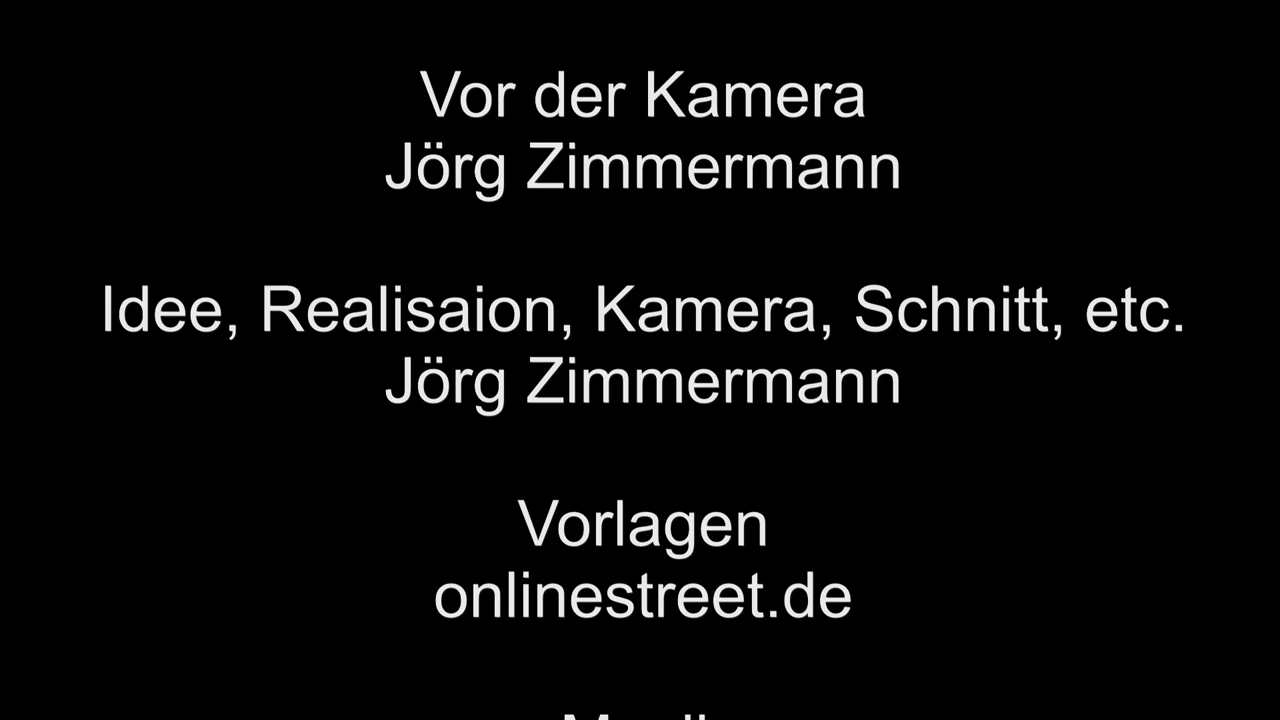 Vor der Kamera
Jörg Zimmermann
Idee, Realisaion, Kamera, Schnitt, etc.
Jörg Zimmermann
Vorlagen
onlinestreet.de